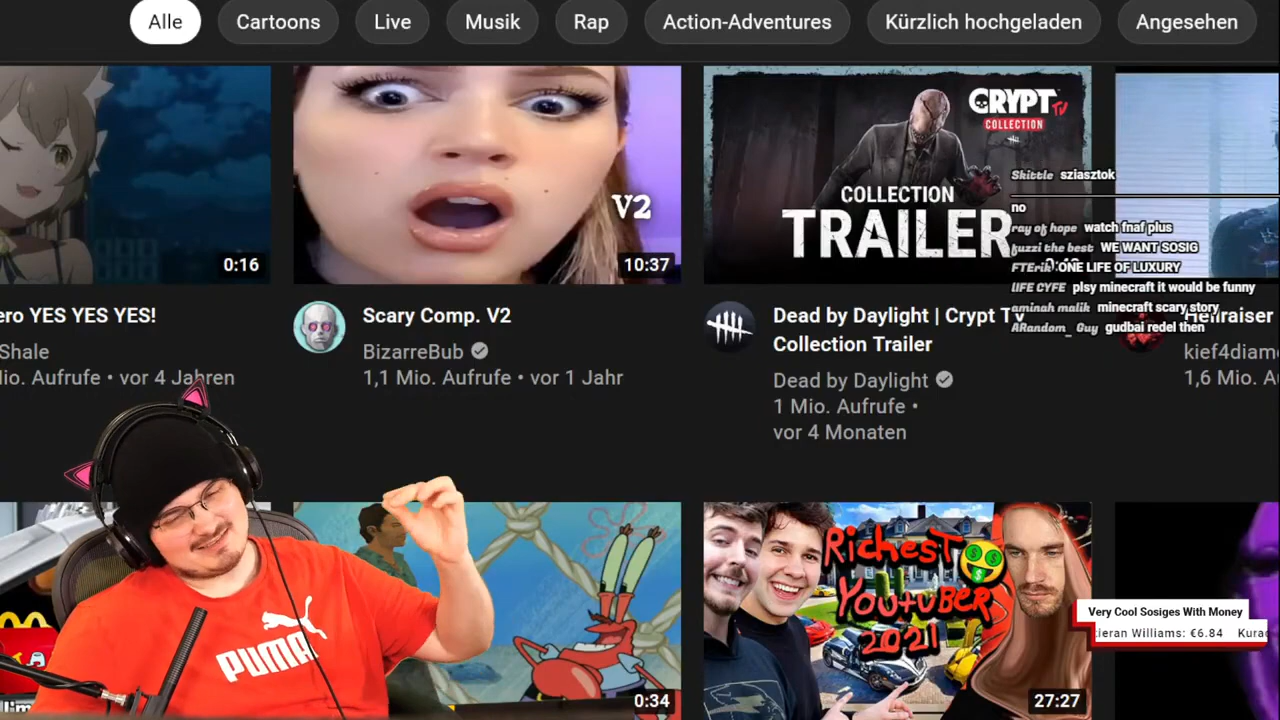 Alle
Cartoons
Live
Musik
Rap
Action-Adventures
Kürzlich hochgeladen
Angesehen
0:16
V2
10:37
CRYPT TV
COLLECTION
COLLECTION
TRAILER
Skittle sziasztok
no
ray of hope watch fnaf plus
fuzzi the best WE WANT SOSIG
FTErik ONE LIFE OF LUXURY
LIFE CYFE plsy minecraft it would be funny
aminah malik minecraft scary story
ARandom_ Guy gudbai redel then
ero YES YES YES!
Shale
io. Aufrufe • vor 4 Jahren
Scary Comp. V2
BizarreBub
1,1 Mio. Aufrufe • vor 1 Jahr
Dead by Daylight | Crypt TV
Collection Trailer
Dead by Daylight
1 Mio. Aufrufe •
vor 4 Monaten
Hellraiser
kief4diam
1,6 Mio. A
PUMA
0:34
RICHEST
YOUTUBER
2021
27:27
Very Cool Sosiges With Money
ieran Williams: €6.84 Kurac